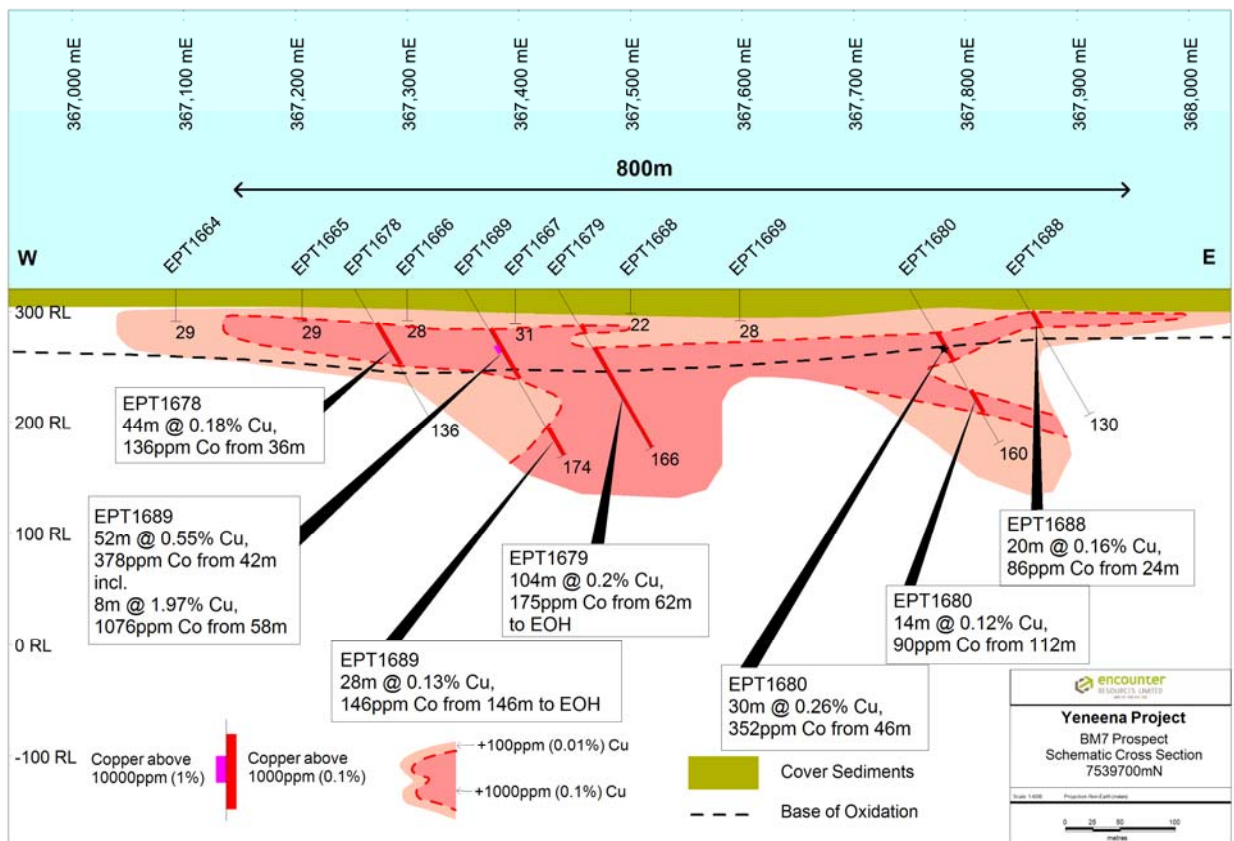 367,000 mE
367,100 mE
367,200 mE
367,300 mE
367,400 mE
367,500 mE
367,600 mE
367,700 mE
367,800 mE
367,900 mE
368,000 mE
800m
EPT1664
EPT1665
EPT1678
EPT1666
EPT1689
EPT1667
EPT1679
EPT1668
EPT1669
EPT1680
EPT1688
W
E
300 RL
29
29
28
31
22
28
200 RL
136
174
166
160
130
100 RL
0 RL
-100 RL
EPT1678
44m @ 0.18% Cu,
136ppm Co from 36m
EPT1689
52m @ 0.55% Cu,
378ppm Co from 42m
incl.
8m @ 1.97% Cu,
1076ppm Co from 58m
EPT1689
28m @ 0.13% Cu,
146ppm Co from 146m to EOH
EPT1679
104m @ 0.2% Cu,
175ppm Co from 62m
to EOH
EPT1680
30m @ 0.26% Cu,
352ppm Co from 46m
EPT1680
14m @ 0.12% Cu,
90ppm Co from 112m
EPT1688
20m @ 0.16% Cu,
86ppm Co from 24m
Copper above
10000ppm (1%)
Copper above
1000ppm (0.1%)
+100ppm (0.01%) Cu
+1000ppm (0.1%) Cu
Cover Sediments
Base of Oxidation
encounter
RESOURCES LIMITED
Yeneena Project
BM7 Prospect
Schematic Cross Section
7539700mN
0 25 50 100
metres